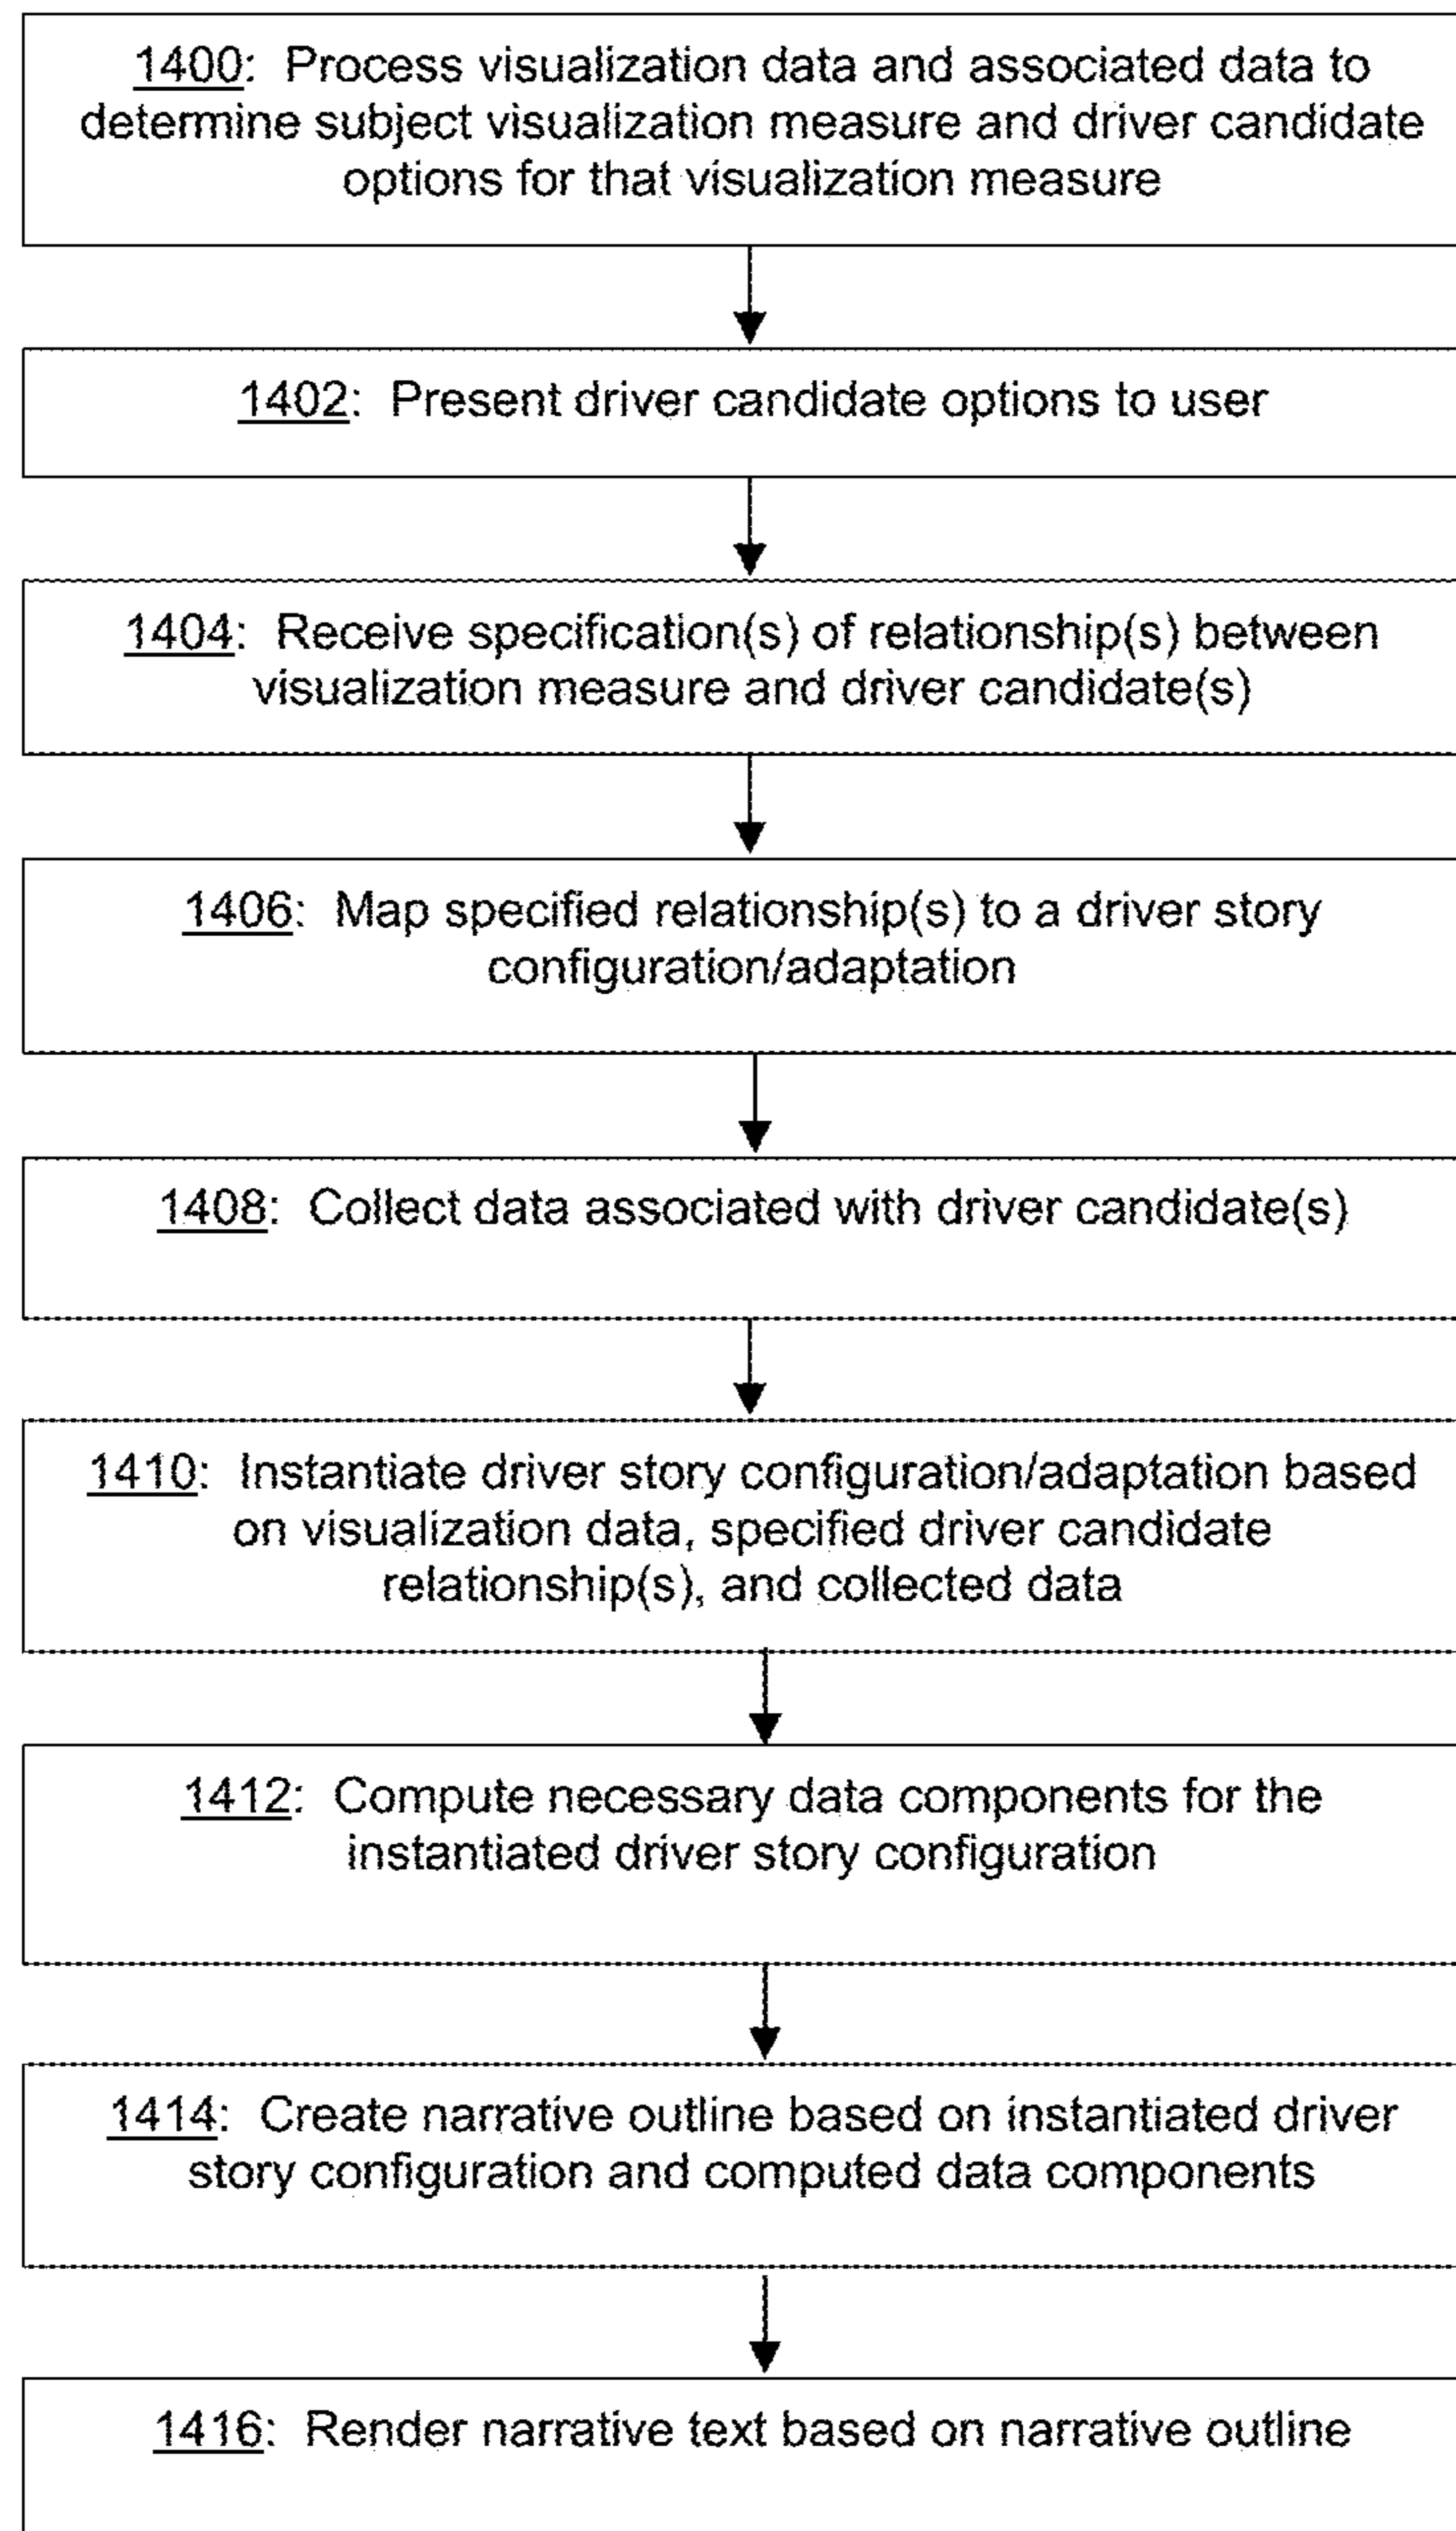 1400: Process visualization data and associated data to
determine subject visualization measure and driver candidate
options for that visualization measure
1402: Present driver candidate options to user
1404: Receive specification(s) of relationship(s) between
visualization measure and driver candidate(s)
1406: Map specified relationship(s) to a driver story
configuration/adaptation
1408: Collect data associated with driver candidate(s)
1410: Instantiate driver story configuration/adaptation based
on visualization data, specified driver candidate
relationship(s), and collected data
1412: Compute necessary data components for the
instantiated driver story configuration
1414: Create narrative outline based on instantiated driver
story configuration and computed data components
1416: Render narrative text based on narrative outline